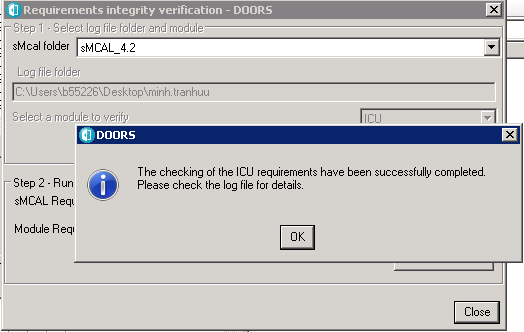 Requirements integrity verification - DOORS
Step 1 - Select log file folder and module
sMcal folder
sMCAL_4.2
Log file folder
C:\Users\b55226\Desktop\minh.tranhuu
Select a module to verify
ICU
DOORS
The checking of the ICU requirements have been successfully completed.
Please check the log file for details.
OK
Step 2 - Run
sMCAL Requ
Module Requ
Close